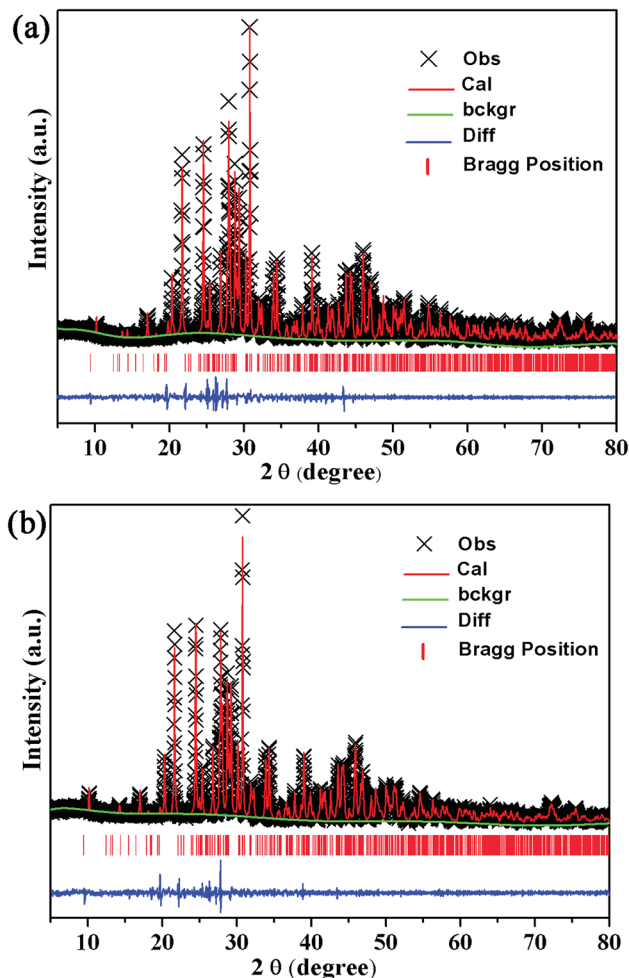 (a)
Obs
Cal
bckgr
Diff
Bragg Position
Intensity (a.u.)
10 20 30 40 50 60 70 80
2 θ (degree)
(b)
Obs
Cal
bckgr
Diff
Bragg Position
Intensity (a.u.)
10 20 30 40 50 60 70 80
2 θ (degree)